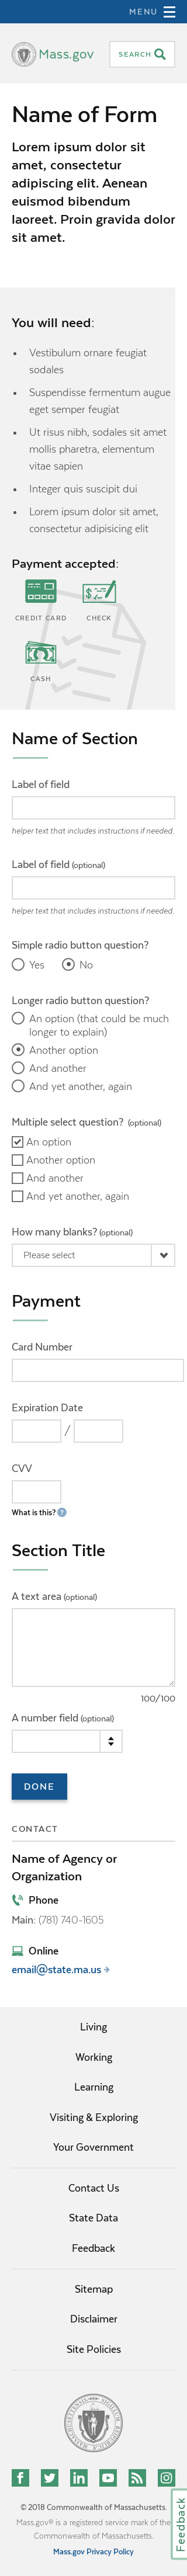 MENU
Mass.gov
SEARCH
Name of Form
Lorem ipsum dolor sit
amet, consectetur
adipiscing elit. Aenean
euismod bibendum
laoreet. Proin gravida dolor
sit amet.
You will need:
• Vestibulum ornare feugiat
sodales
• Suspendisse fermentum augue
eget semper feugiat
• Ut risus nibh, sodales sit amet
mollis pharetra, elementum
vitae sapien
• Integer quis suscipit dui
• Lorem ipsum dolor sit amet,
consectetur adipisicing elit
Payment accepted:
CREDIT CARD CHECK
CASH
Name of Section
Label of field
helper text that includes instructions if needed.
Label of field (optional)
helper text that includes instructions if needed.
Simple radio button question?
Yes No
Longer radio button question?
An option (that could be much
longer to explain)
Another option
And another
And yet another, again
Multiple select question? (optional)
An option
Another option
And another
And yet another, again
How many blanks? (optional)
Please select
Payment
Card Number
Expiration Date
/
CVV
What is this? ?
Section Title
A text area (optional)
100/100
A number field (optional)
DONE
CONTACT
Name of Agency or
Organization
Phone
Main: (781) 740-1605
Online
email@state.ma.us
Living
Working
Learning
Visiting & Exploring
Your Government
Contact Us
State Data
Feedback
Sitemap
Disclaimer
Site Policies
Feedback
© 2018 Commonwealth of Massachusetts.
Mass.gov® is a registered service mark of the
Commonwealth of Massachusetts.
Mass.gov Privacy Policy